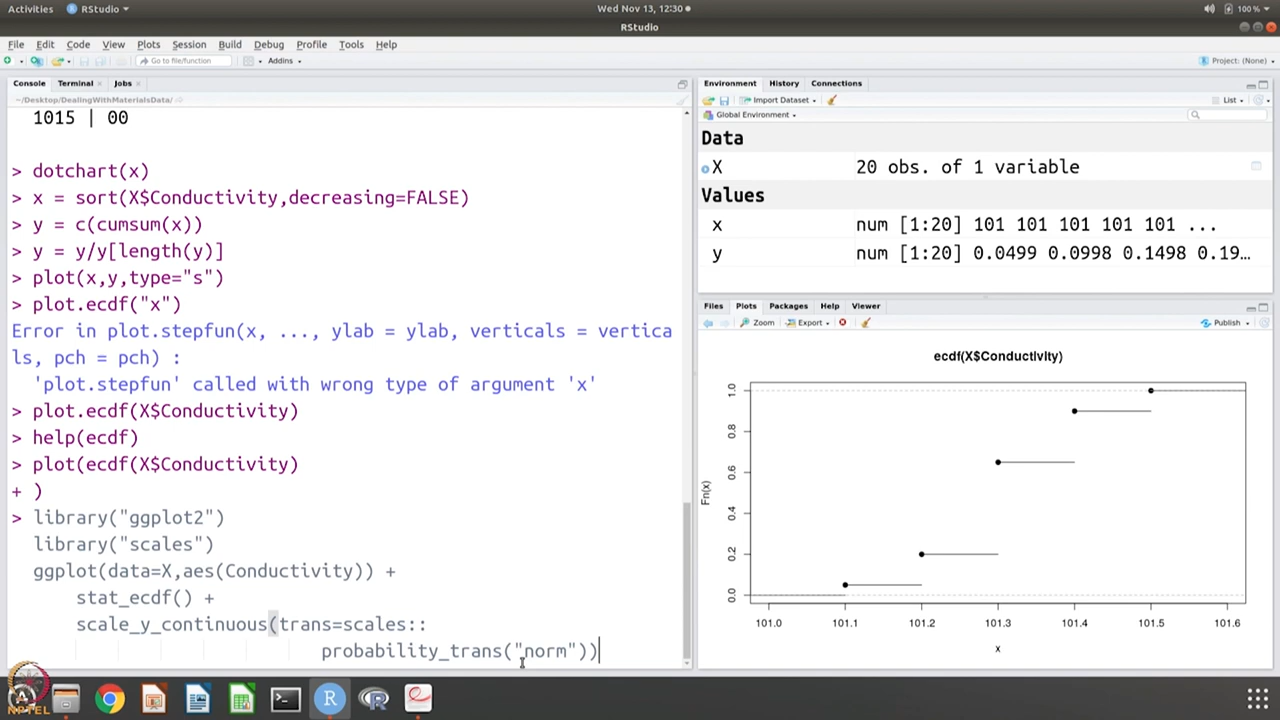 Activities RStudio Wed Nov 13, 12:30 100 %
RStudio
File Edit Code View Plots Session Build Debug Profile Tools Help
Go to file/function Addins Project: (None)
Console Terminal Jobs
~/Desktop/DealingWithMaterialsData/
1015 | 00
> dotchart(x)
> x = sort(X$Conductivity,decreasing=FALSE)
> y = c(cumsum(x))
> y = y/y[length(y)]
> plot(x,y,type="s")
> plot.ecdf("x")
Error in plot.stepfun(x, ..., ylab = ylab, verticals = vertica
ls, pch = pch) :
'plot.stepfun' called with wrong type of argument 'x'
> plot.ecdf(X$Conductivity)
> help(ecdf)
> plot(ecdf(X$Conductivity)
+ )
> library("ggplot2")
library("scales")
ggplot(data=X,aes(Conductivity)) +
stat_ecdf() +
scale_y_continuous(trans=scales::
probability_trans("norm"))
Environment History Connections
Import Dataset List
Global Environment
Data
X 20 obs. of 1 variable
Values
x num [1:20] 101 101 101 101 101 ...
y num [1:20] 0.0499 0.0998 0.1498 0.19…
Files Plots Packages Help Viewer
Zoom Export Publish
ecdf(X$Conductivity)
Fn(x)
1.0
0.8
0.6
0.4
0.2
0.0
101.0 101.1 101.2 101.3 101.4 101.5 101.6
x
NPTEL